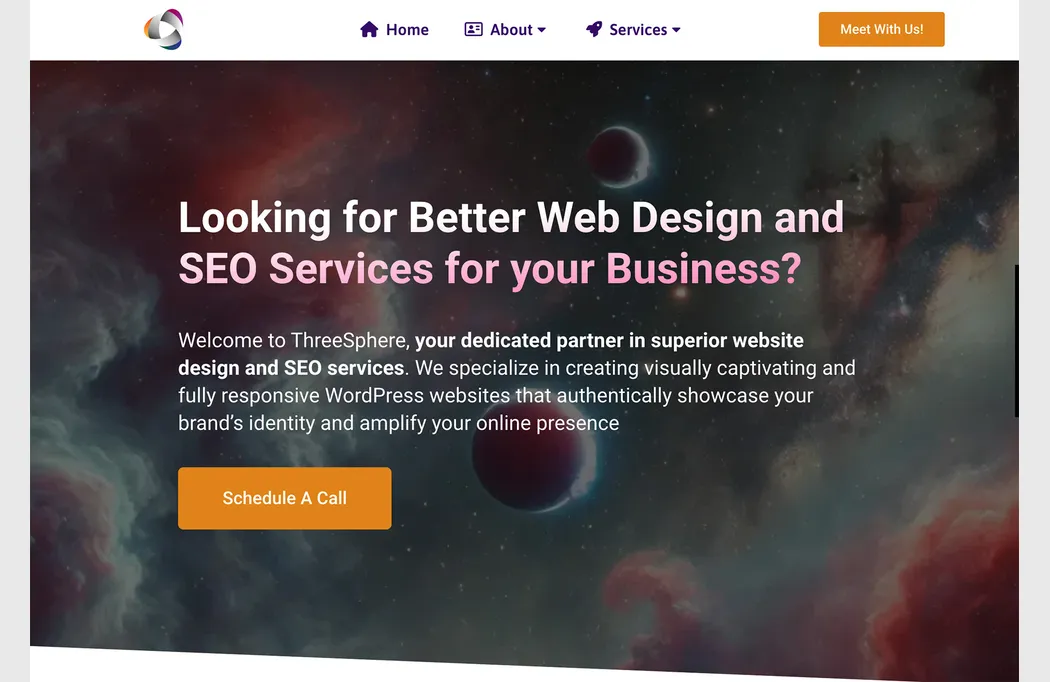 Home
About
Services
Meet With Us!
Looking for Better Web Design and
SEO Services for your Business?
Welcome to ThreeSphere, your dedicated partner in superior website
design and SEO services. We specialize in creating visually captivating and
fully responsive WordPress websites that authentically showcase your
brand’s identity and amplify your online presence
Schedule A Call